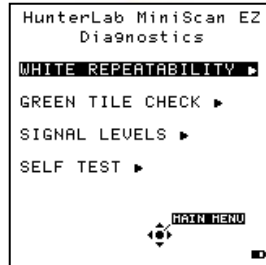 HunterLab MiniScan EZ
Diagnostics
WHITE REPEATABILITY ▶
GREEN TILE CHECK ▶
SIGNAL LEVELS ▶
SELF TEST ▶
MAIN MENU